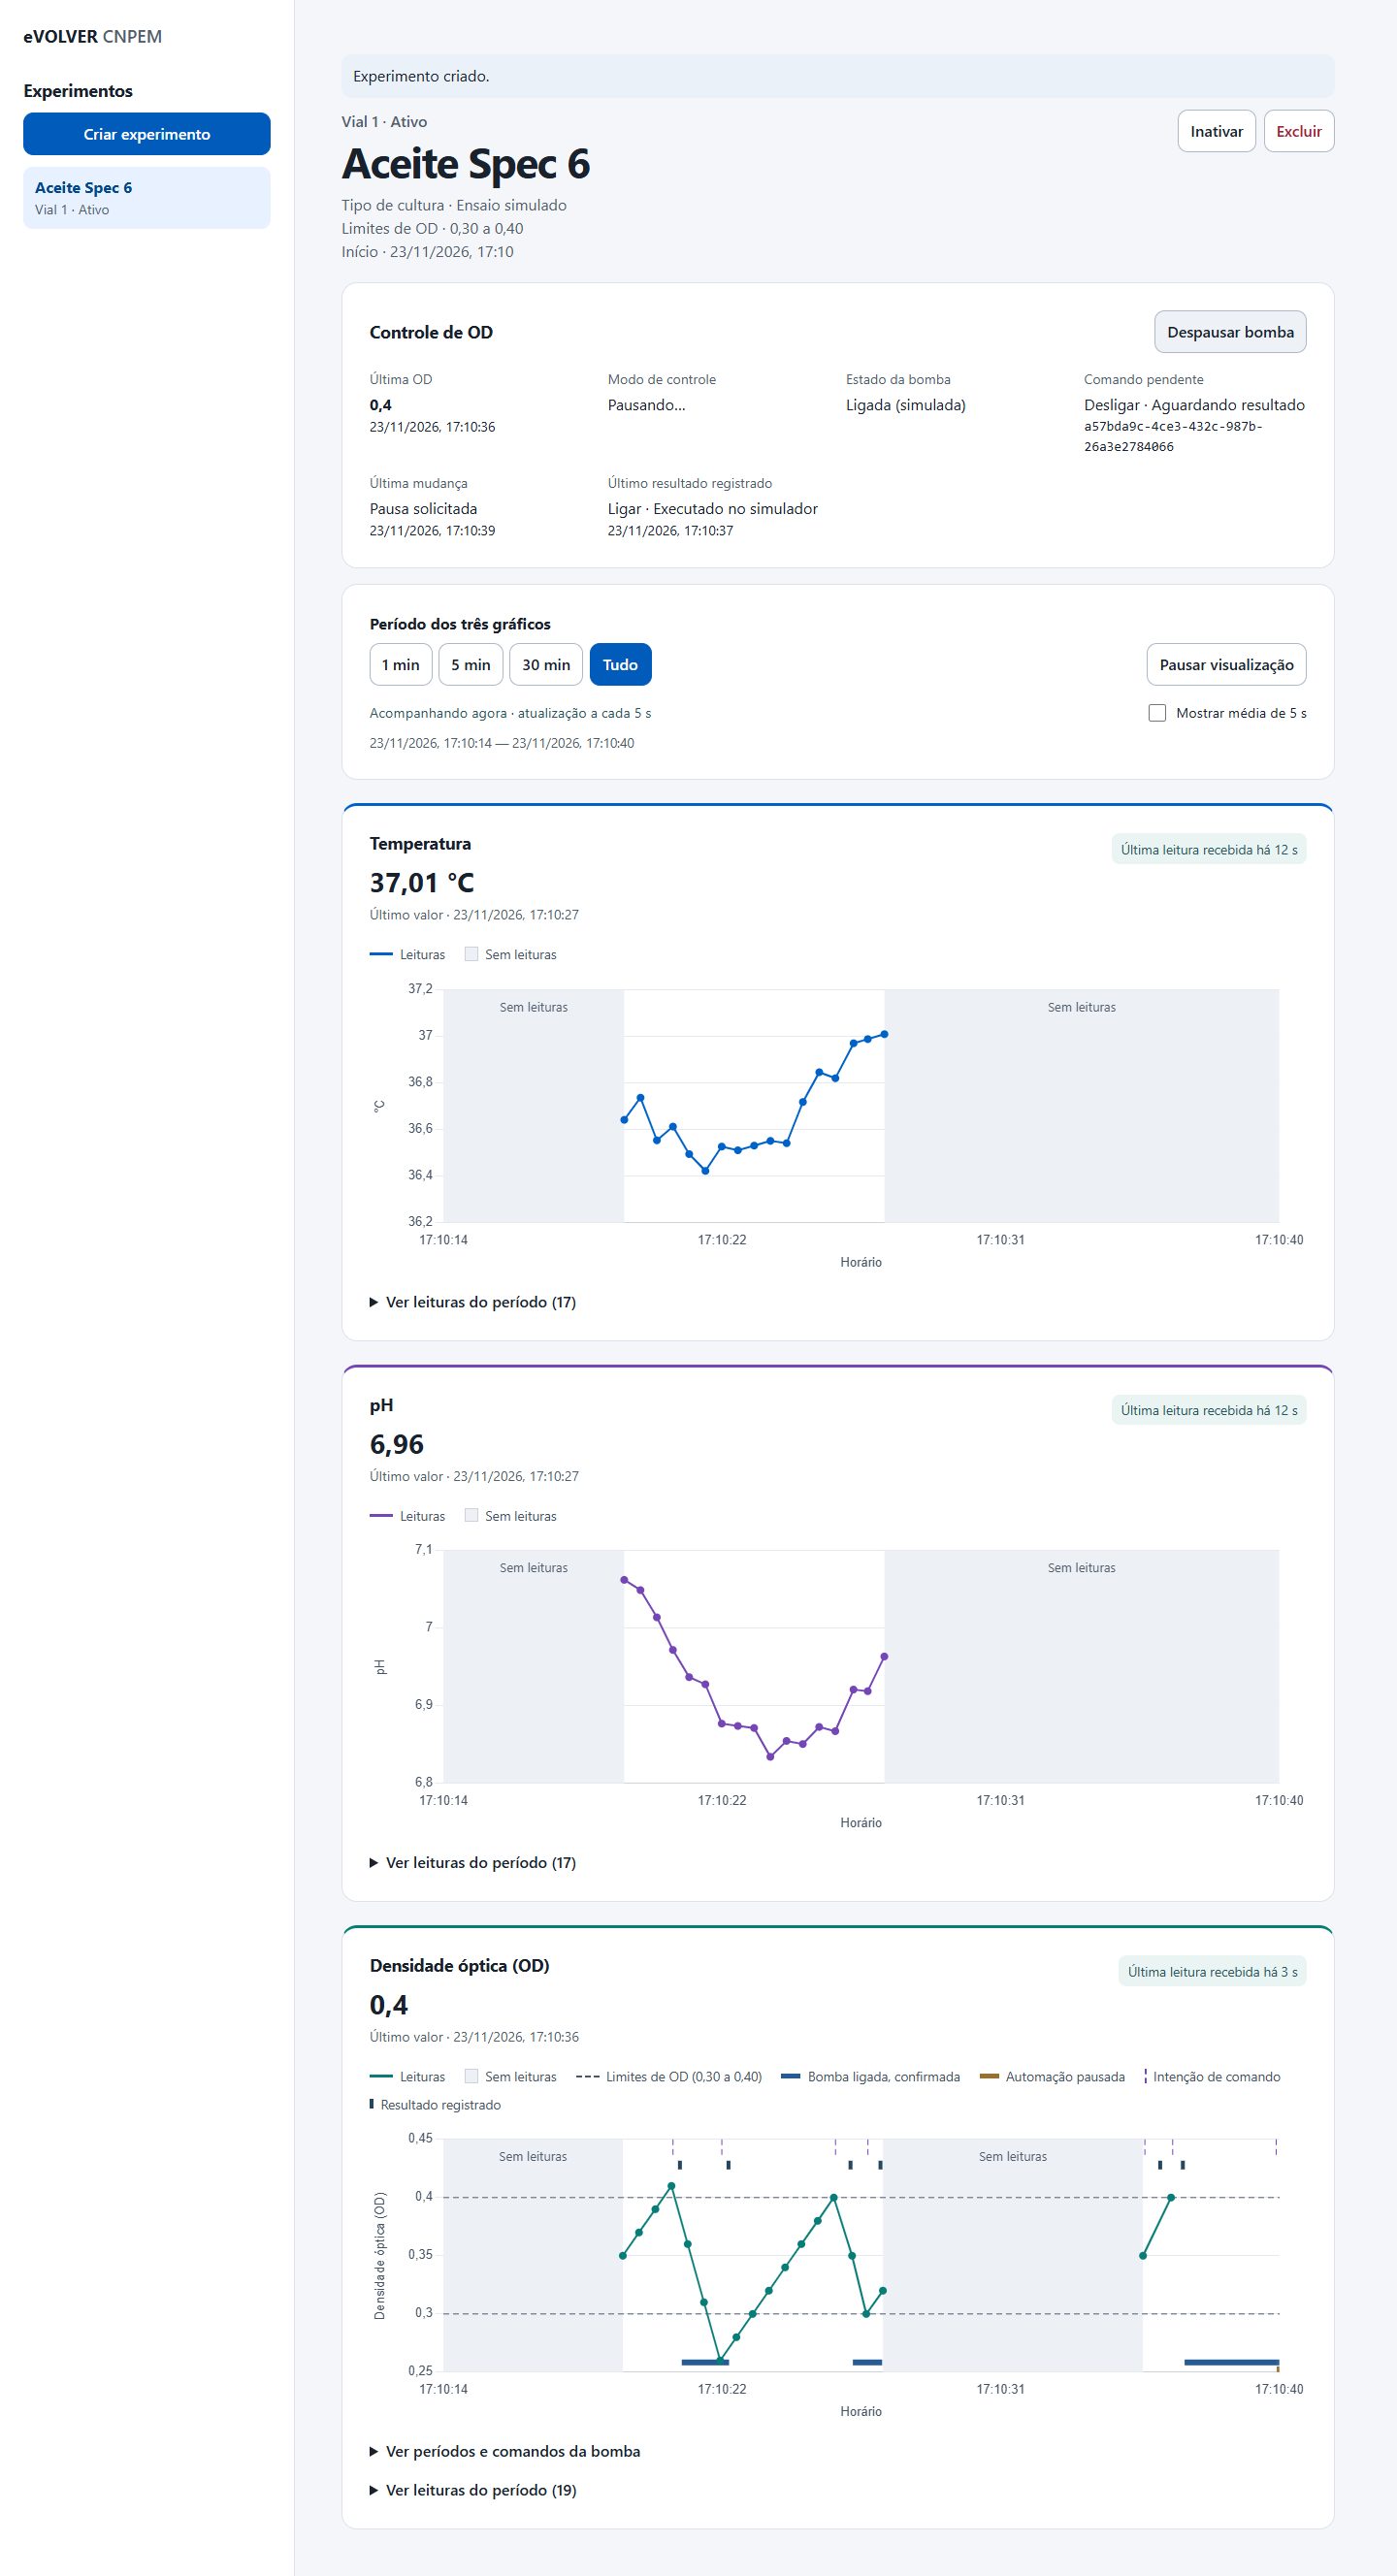 eVOLVER CNPEM
Experimentos
Criar experimento
Aceite Spec 6
Vial 1 · Ativo
Experimento criado.
Vial 1 · Ativo
Inativar
Excluir
Aceite Spec 6
Tipo de cultura · Ensaio simulado
Limites de OD · 0,30 a 0,40
Início · 23/11/2026, 17:10
Controle de OD
Despausar bomba
Última OD
0,4
23/11/2026, 17:10:36
Modo de controle
Pausando...
Estado da bomba
Ligada (simulada)
Comando pendente
Desligar · Aguardando resultado
a57bda9c-4ce3-432c-987b-
26a3e2784066
Última mudança
Pausa solicitada
23/11/2026, 17:10:39
Último resultado registrado
Ligar · Executado no simulador
23/11/2026, 17:10:37
Período dos três gráficos
1 min
5 min
30 min
Tudo
Pausar visualização
Acompanhando agora · atualização a cada 5 s
Mostrar média de 5 s
23/11/2026, 17:10:14 — 23/11/2026, 17:10:40
Temperatura
Última leitura recebida há 12 s
37,01 °C
Último valor · 23/11/2026, 17:10:27
Leituras
Sem leituras
37,2
37
36,8
36,6
36,4
36,2
°C
Sem leituras
Sem leituras
17:10:14
17:10:22
17:10:31
17:10:40
Horário
Ver leituras do período (17)
pH
Última leitura recebida há 12 s
6,96
Último valor · 23/11/2026, 17:10:27
Leituras
Sem leituras
7,1
7
6,9
6,8
pH
Sem leituras
Sem leituras
17:10:14
17:10:22
17:10:31
17:10:40
Horário
Ver leituras do período (17)
Densidade óptica (OD)
Última leitura recebida há 3 s
0,4
Último valor · 23/11/2026, 17:10:36
Leituras
Sem leituras
Limites de OD (0,30 a 0,40)
Bomba ligada, confirmada
Automação pausada
Intenção de comando
Resultado registrado
0,45
0,4
0,35
0,3
0,25
Densidade óptica (OD)
Sem leituras
Sem leituras
17:10:14
17:10:22
17:10:31
17:10:40
Horário
Ver períodos e comandos da bomba
Ver leituras do período (19)